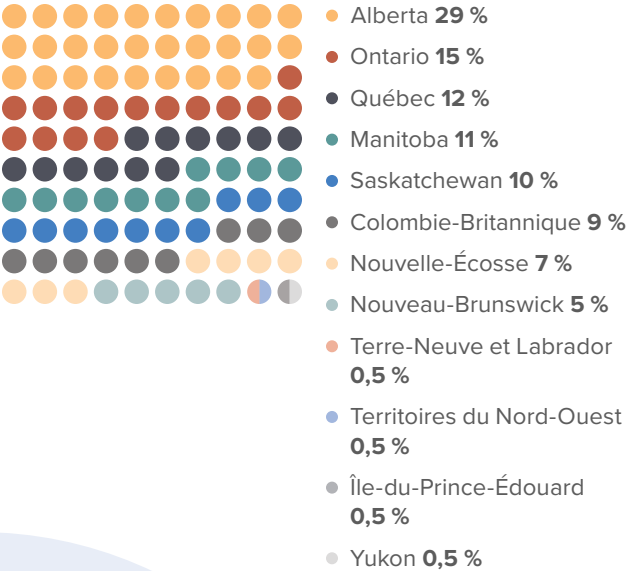 Alberta 29 %
Ontario 15 %
Québec 12 %
Manitoba 11 %
Saskatchewan 10 %
Colombie-Britannique 9 %
Nouvelle-Écosse 7 %
Nouveau-Brunswick 5 %
Terre-Neuve et Labrador
0,5 %
Territoires du Nord-Ouest
0,5 %
Île-du-Prince-Édouard
0,5 %
Yukon 0,5 %